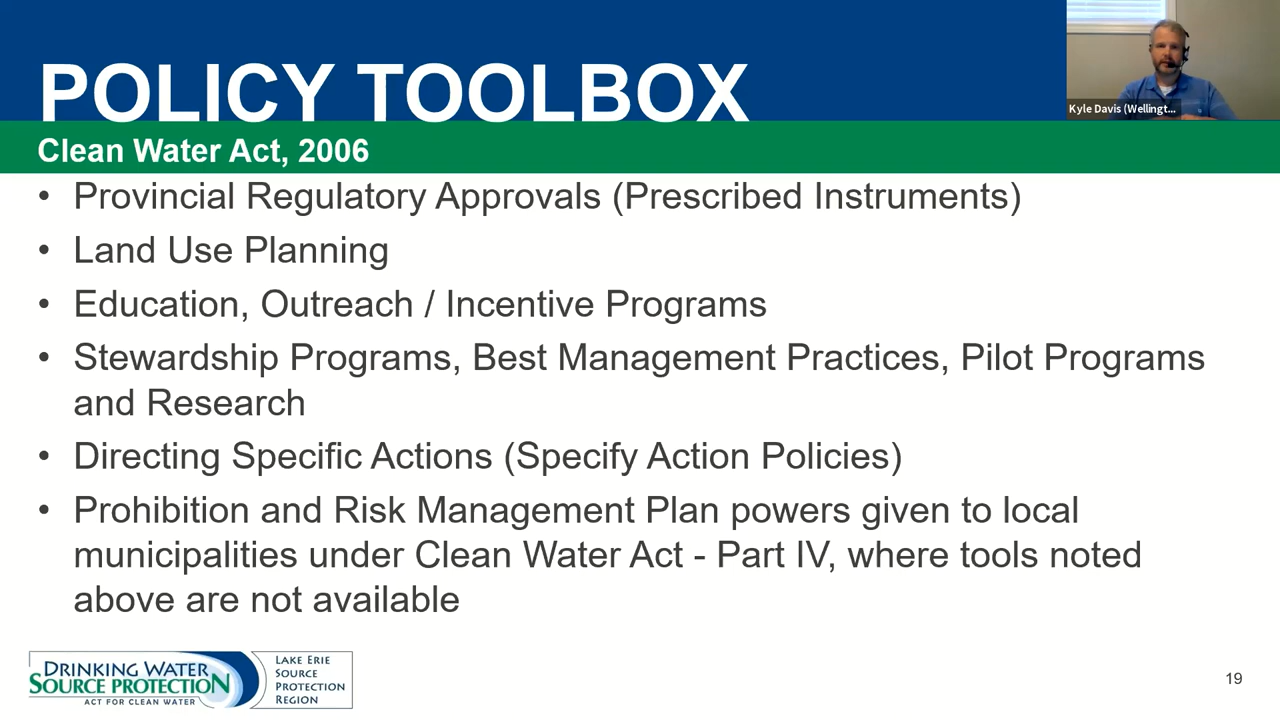 POLICY TOOLBOX
Kyle Davis (Wellingt...
Clean Water Act, 2006
• Provincial Regulatory Approvals (Prescribed Instruments)
• Land Use Planning
• Education, Outreach / Incentive Programs
• Stewardship Programs, Best Management Practices, Pilot Programs
and Research
• Directing Specific Actions (Specify Action Policies)
• Prohibition and Risk Management Plan powers given to local
municipalities under Clean Water Act - Part IV, where tools noted
above are not available
DRINKING WATER
SOURCE PROTECTION
ACT FOR CLEAN WATER
LAKE ERIE
SOURCE
PROTECTION
REGION
19